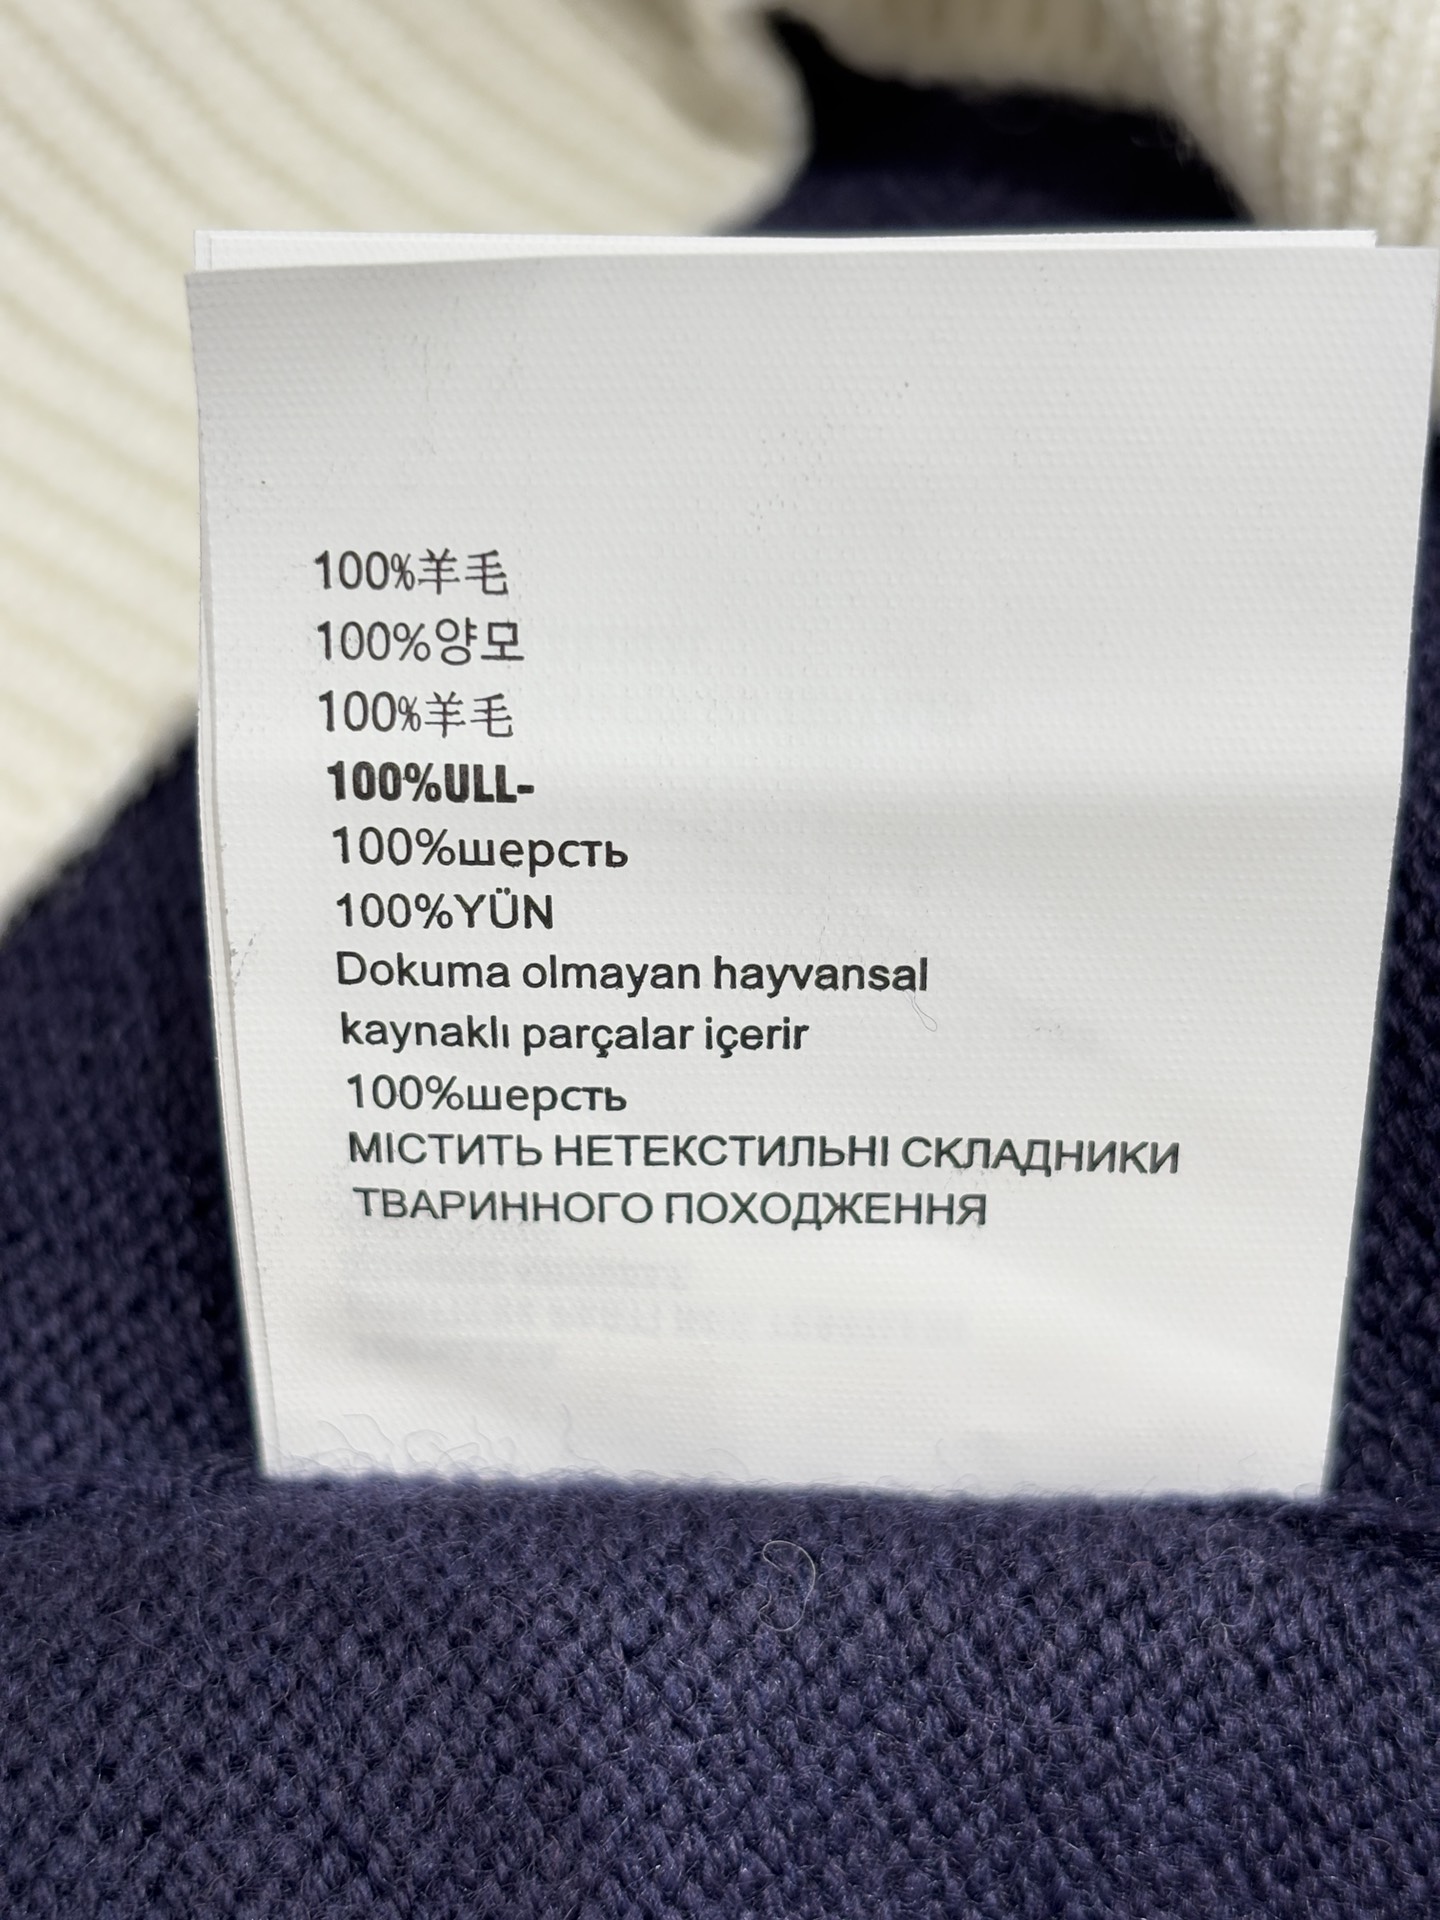 100%羊毛
100%양모
100%羊毛
100%ULL-
100%шерсть
100%YÜN
Dokuma olmayan hayvansal
kaynaklı parçalar içerir
100%шерсть
МІСТИТЬ НЕТЕКСТИЛЬНІ СКЛАДНИКИ
ТВАРИННОГО ПОХОДЖЕННЯ